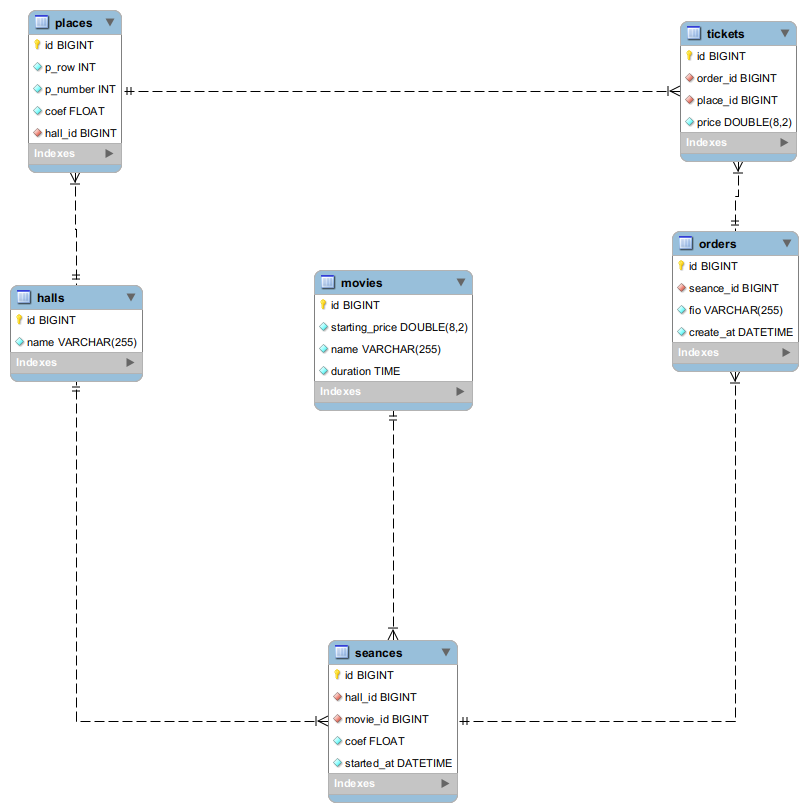 places
id BIGINT
p_row INT
p_number INT
coef FLOAT
hall_id BIGINT
Indexes
tickets
id BIGINT
order_id BIGINT
place_id BIGINT
price DOUBLE(8,2)
Indexes
halls
id BIGINT
name VARCHAR(255)
Indexes
movies
id BIGINT
starting_price DOUBLE(8,2)
name VARCHAR(255)
duration TIME
Indexes
orders
id BIGINT
seance_id BIGINT
fio VARCHAR(255)
create_at DATETIME
Indexes
seances
id BIGINT
hall_id BIGINT
movie_id BIGINT
coef FLOAT
started_at DATETIME
Indexes